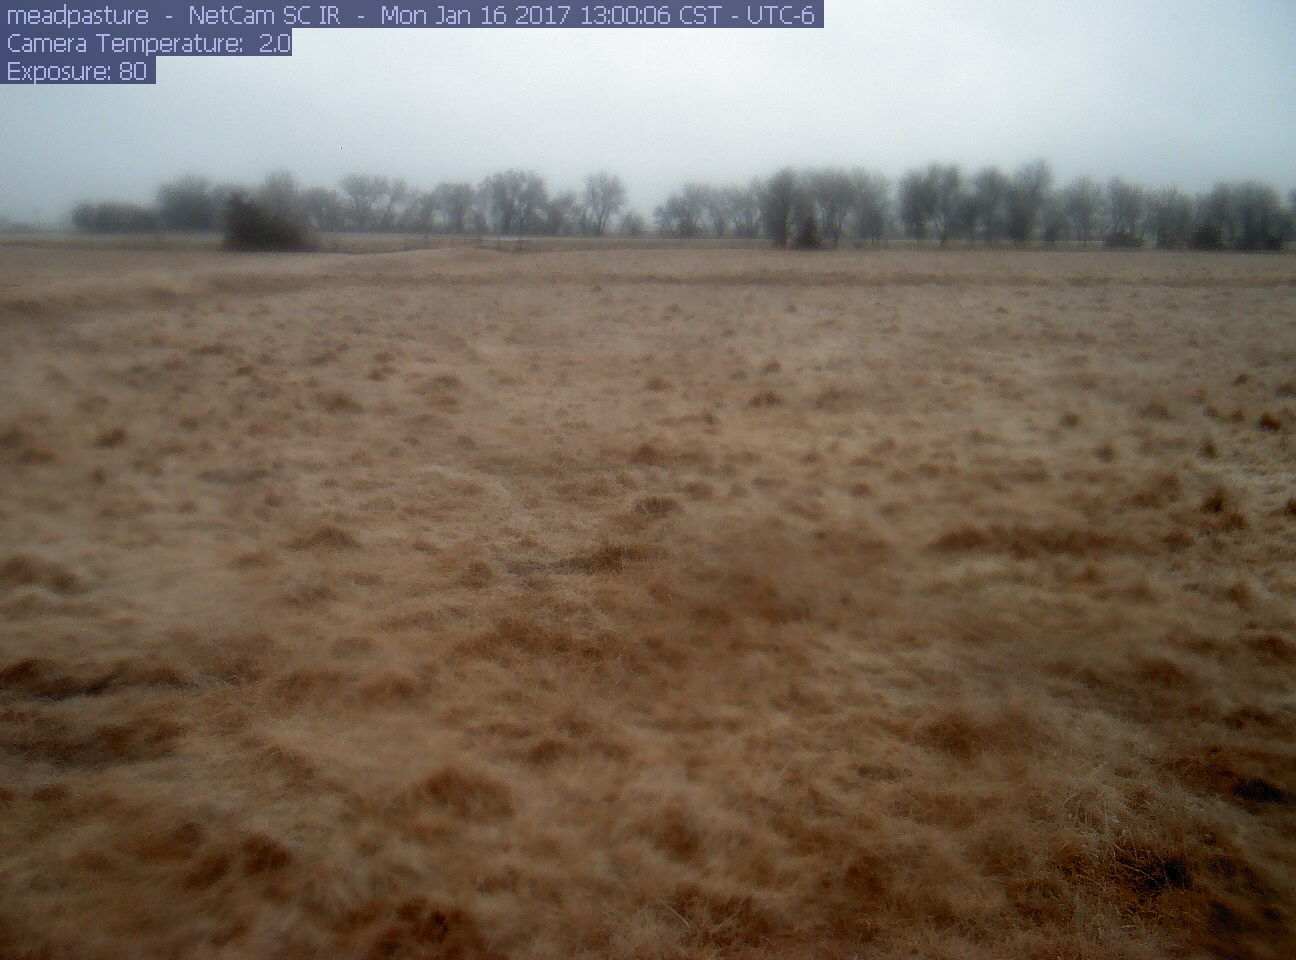 meadpasture - NetCam SC IR - Mon Jan 16 2017 13:00:06 CST - UTC-6
Camera Temperature: 2.0
Exposure: 80